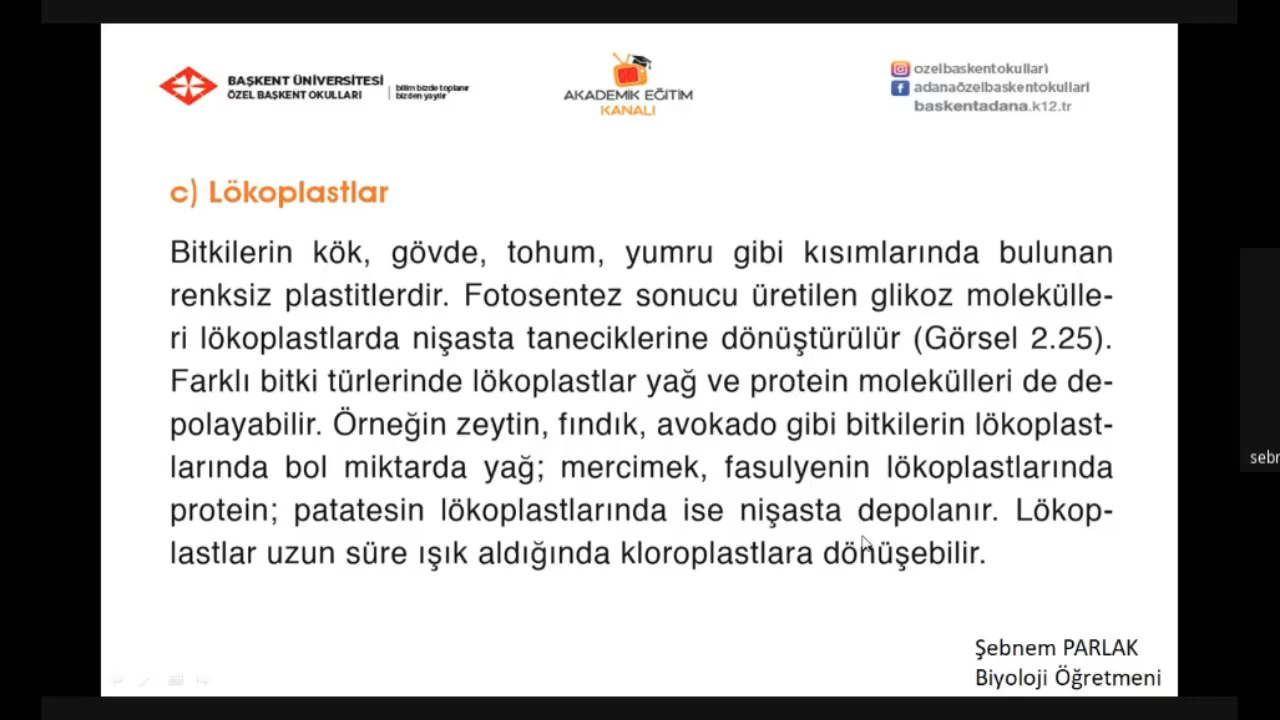 BAŞKENT ÜNİVERSİTESİ
ÖZEL BAŞKENT OKULLARI
bilim bizde toplanır
bizden yayılır
AKADEMİK EĞİTİM
KANALI
ozelbaskentokullari
adanaözelbaskentokullari
baskentadana.k12.tr
c) Lökoplastlar
Bitkilerin kök, gövde, tohum, yumru gibi kısımlarında bulunan
renksiz plastitlerdir. Fotosentez sonucu üretilen glikoz molekülle-
ri lökoplastlarda nişasta taneciklerine dönüştürülür (Görsel 2.25).
Farklı bitki türlerinde lökoplastlar yağ ve protein molekülleri de de-
polayabilir. Örneğin zeytin, fındık, avokado gibi bitkilerin lökoplast-
larında bol miktarda yağ; mercimek, fasulyenin lökoplastlarında
protein; patatesin lökoplastlarında ise nişasta depolanır. Lökop-
lastlar uzun süre ışık aldığında kloroplastlara dönüşebilir.
Şebnem PARLAK
Biyoloji Öğretmeni
sebn